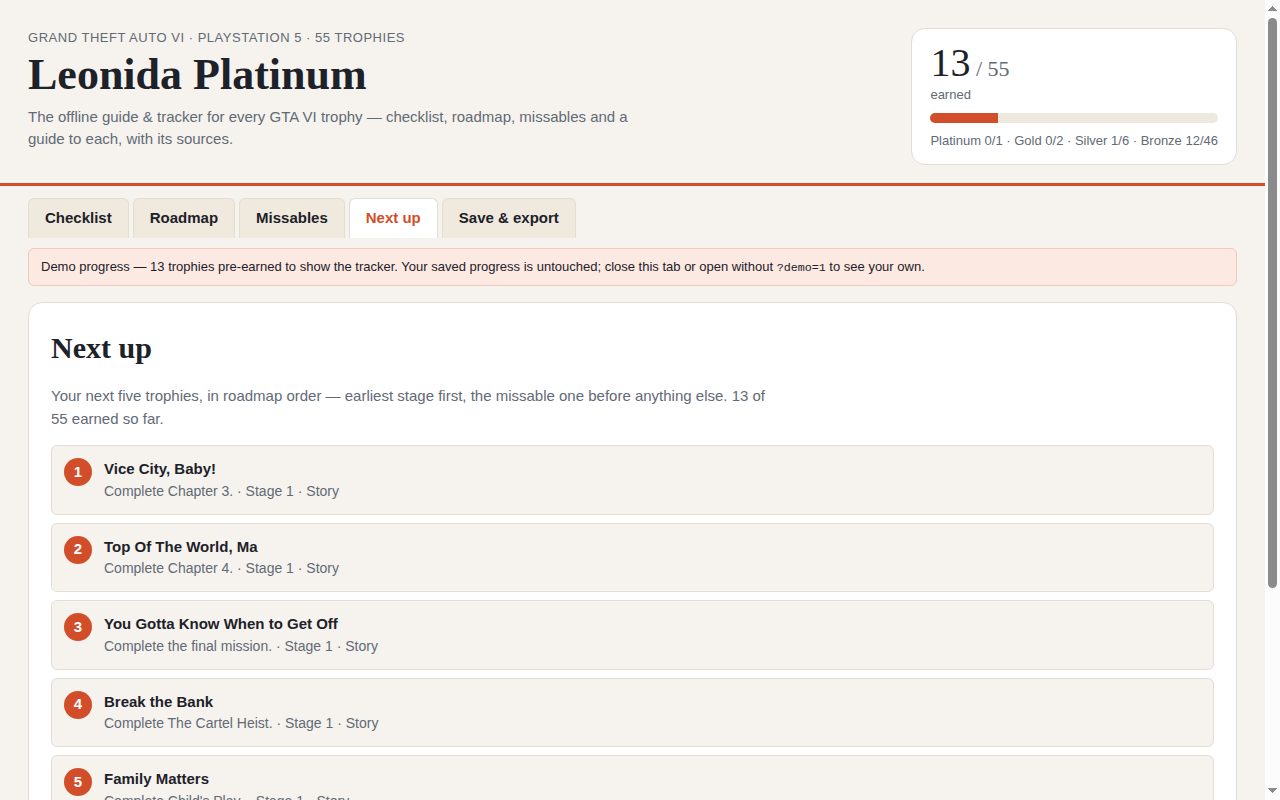 GRAND THEFT AUTO VI · PLAYSTATION 5 · 55 TROPHIES
Leonida Platinum
The offline guide & tracker for every GTA VI trophy — checklist, roadmap, missables and a
guide to each, with its sources.
13 / 55
earned
Platinum 0/1 · Gold 0/2 · Silver 1/6 · Bronze 12/46
Checklist
Roadmap
Missables
Next up
Save & export
Demo progress — 13 trophies pre-earned to show the tracker. Your saved progress is untouched; close this tab or open without ?demo=1 to see your own.
Next up
Your next five trophies, in roadmap order — earliest stage first, the missable one before anything else. 13 of
55 earned so far.
1
Vice City, Baby!
Complete Chapter 3. · Stage 1 · Story
2
Top Of The World, Ma
Complete Chapter 4. · Stage 1 · Story
3
You Gotta Know When to Get Off
Complete the final mission. · Stage 1 · Story
4
Break the Bank
Complete The Cartel Heist. · Stage 1 · Story
5
Family Matters
Complete Child's Play. · Stage 1 · Story